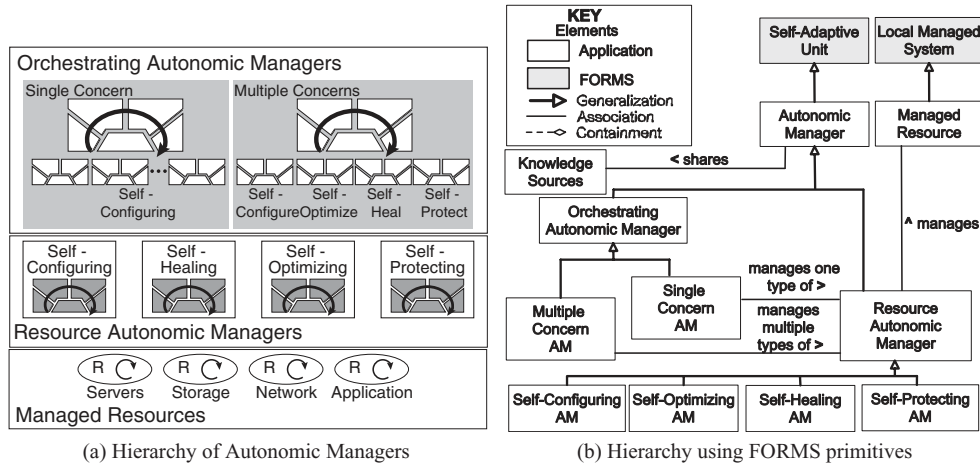 Orchestrating Autonomic Managers
Single Concern
Multiple Concerns
Self - Configuring
Self - Configure
Self - Optimize
Self - Heal
Self - Protect
Self - Configuring
Self - Healing
Self - Optimizing
Self - Protecting
Resource Autonomic Managers
R
R
R
R
Servers
Storage
Network
Application
Managed Resources
(a) Hierarchy of Autonomic Managers
KEY
Elements
Application
FORMS
Generalization
Association
Containment
Self-Adaptive
Unit
Local Managed
System
Autonomic
Manager
Managed
Resource
< shares
Knowledge
Sources
^ manages
Orchestrating
Autonomic Manager
Multiple
Concern
AM
Single
Concern
AM
manages one
type of >
manages
multiple
types of >
Resource
Autonomic
Manager
Self-Configuring
AM
Self-Optimizing
AM
Self-Healing
AM
Self-Protecting
AM
(b) Hierarchy using FORMS primitives